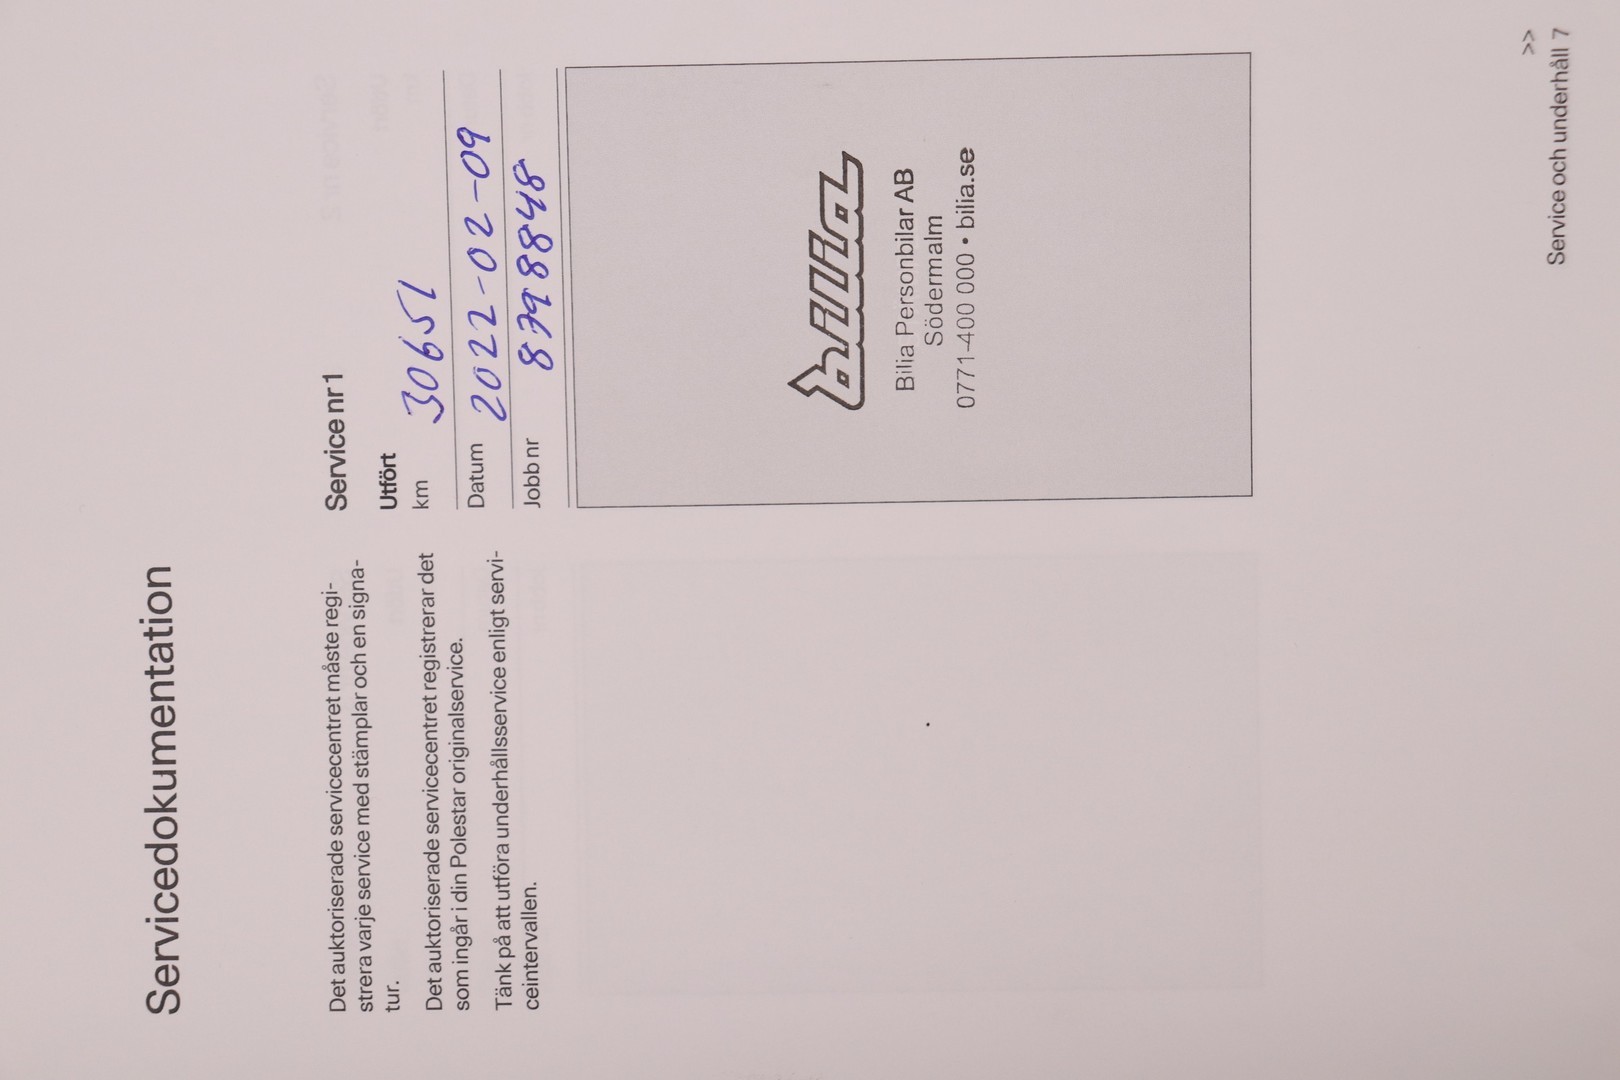 Servicedokumentation
Det auktoriserade servicecentret måste regi-
strera varje service med stämplar och en signa-
tur.
Det auktoriserade servicecentret registrerar det
som ingår i din Polestar originalservice.
Tänk på att utföra underhållsservice enligt servi-
ceintervallen.
Service nr 1
Utfört
km 30651
Datum 2022-02-09
Jobb nr 8798848
bilia
Bilia Personbilar AB
Södermalm
0771-400 000 • bilia.se
>>
Service och underhåll 7